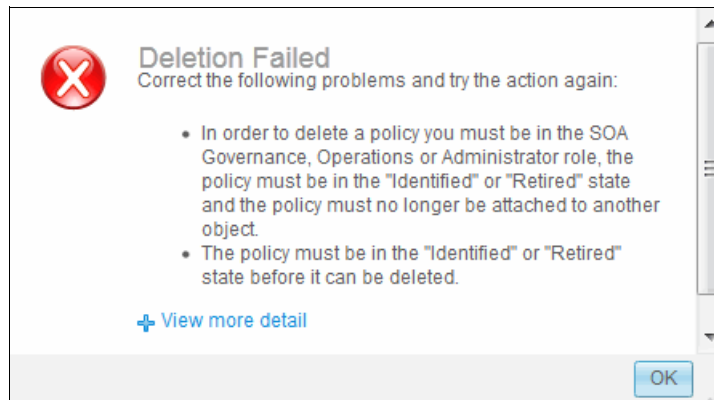 Deletion Failed
Correct the following problems and try the action again:
• In order to delete a policy you must be in the SOA
Governance, Operations or Administrator role, the
policy must be in the "Identified" or "Retired" state
and the policy must no longer be attached to another
object.
• The policy must be in the "Identified" or "Retired"
state before it can be deleted.
View more detail
OK